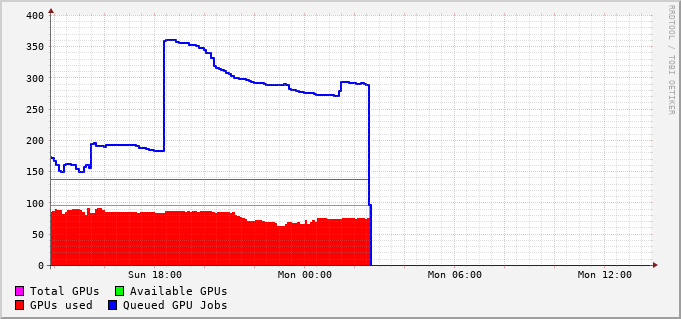 400
350
300
250
200
150
100
50
0
Sun 18:00 Mon 00:00 Mon 06:00 Mon 12:00
Total GPUs Available GPUs
GPUs used Queued GPU Jobs
RRDTOOL / TOBI OETIKER